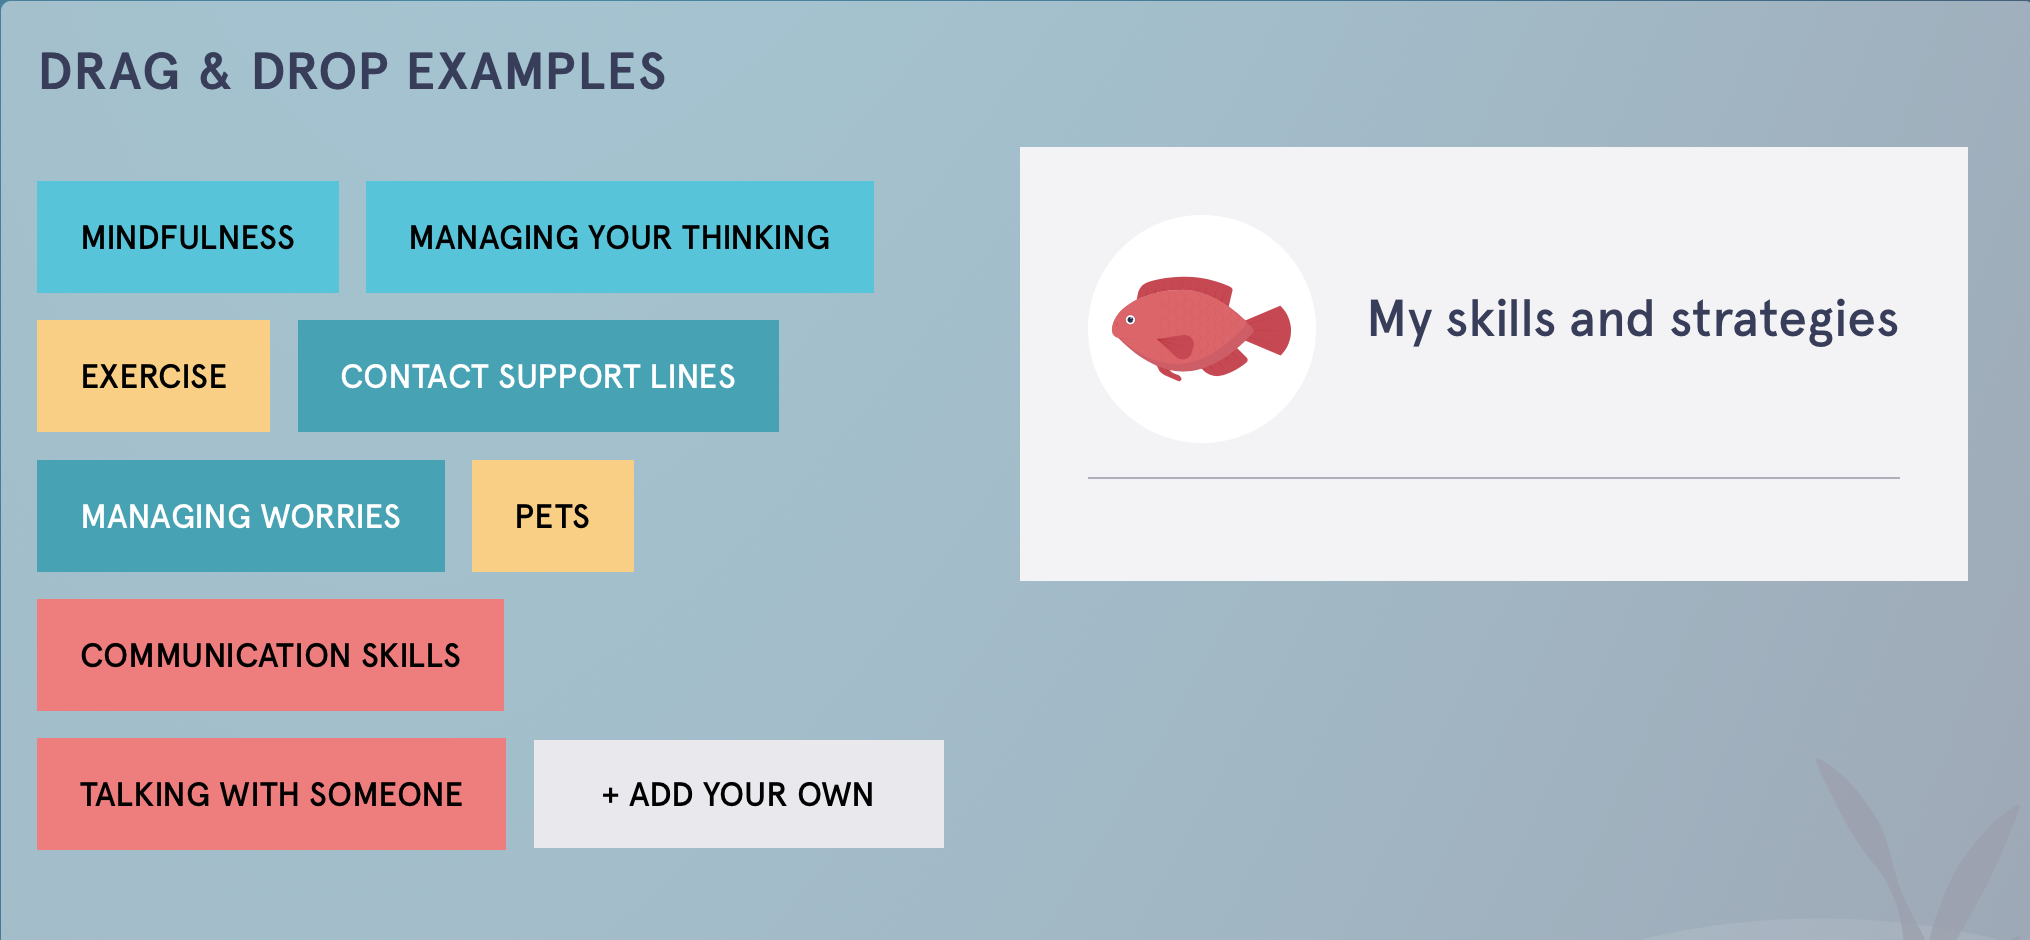 DRAG & DROP EXAMPLES
MINDFULNESS
MANAGING YOUR THINKING
EXERCISE
CONTACT SUPPORT LINES
MANAGING WORRIES
PETS
COMMUNICATION SKILLS
TALKING WITH SOMEONE
+ ADD YOUR OWN
My skills and strategies